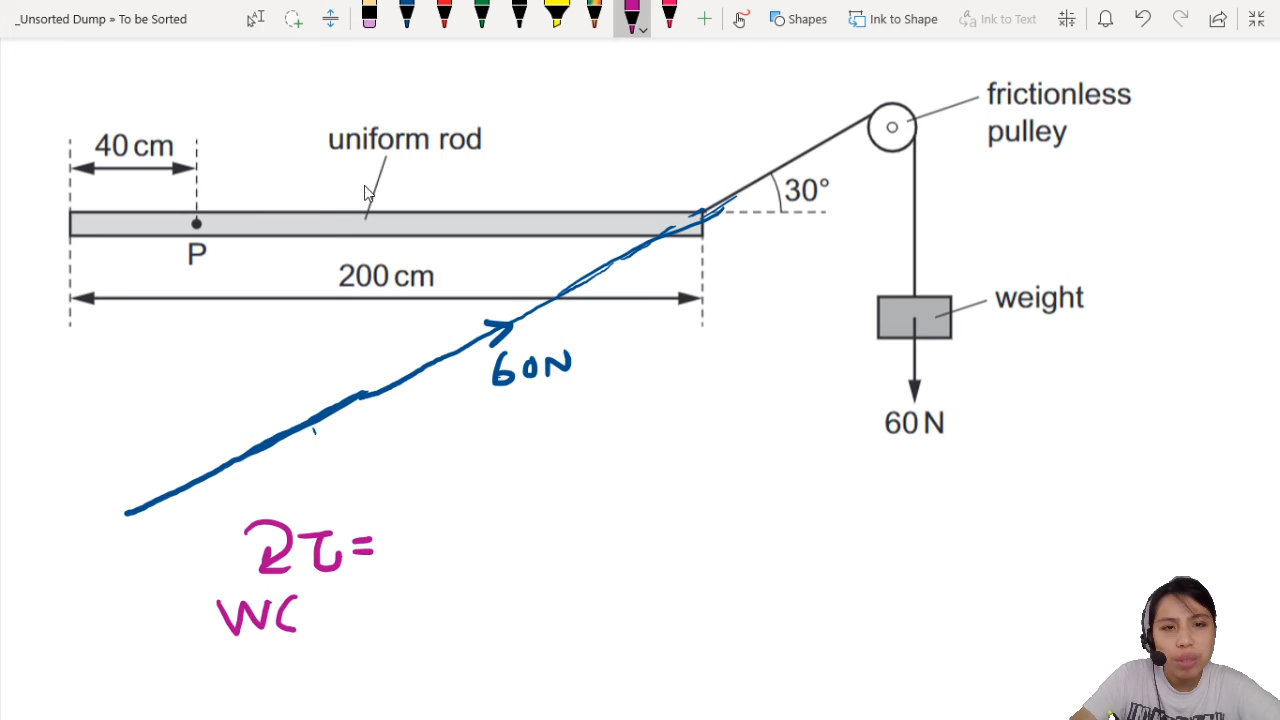 _Unsorted Dump » To be Sorted
Shapes
Ink to Shape
Ink to Text
frictionless
pulley
40 cm
uniform rod
30°
P
200 cm
weight
60N
60 N
WC